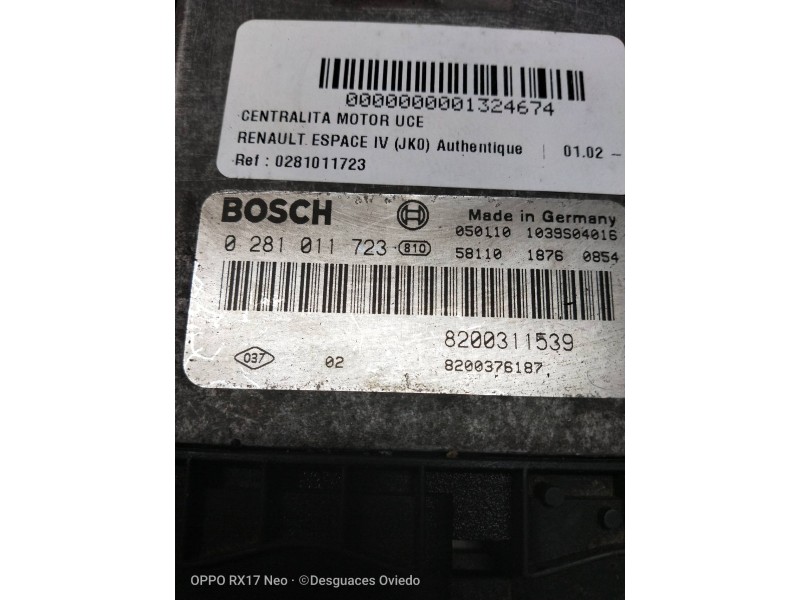 0000000001324674
CENTRALITA MOTOR UCE
RENAULT ESPACE IV (JK0) Authentique | 01.02 -
Ref : 0281011723
BOSCH Made in Germany
050110 1039S04016
0 281 011 723 810 58110 1876 0854
8200311539
037 02 8200376187
OPPO RX17 Neo · ©Desguaces Oviedo